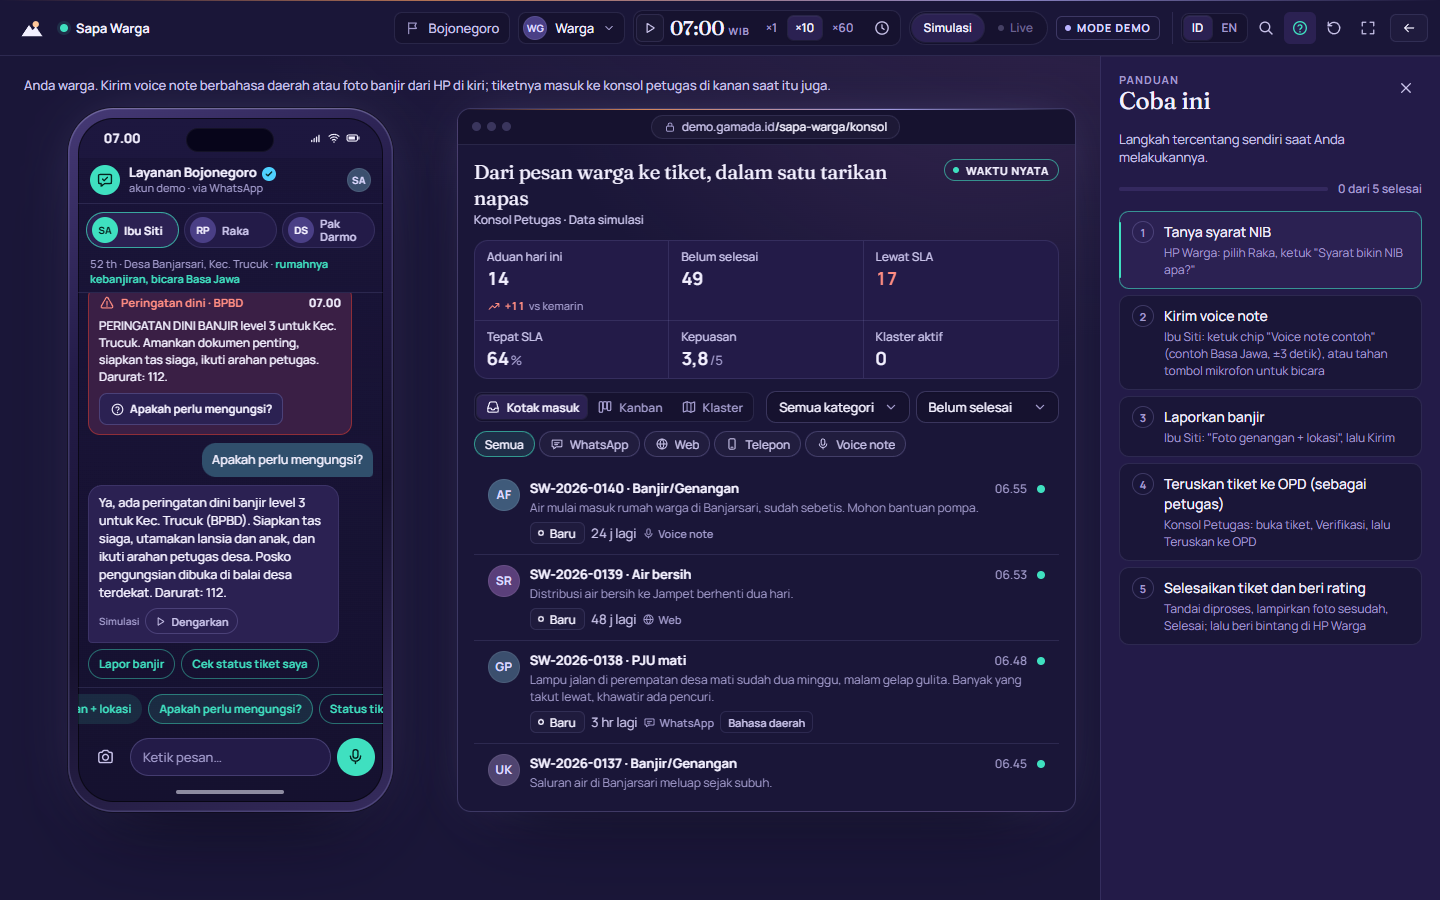 Sapa Warga
Bojonegoro
WG Warga
07:00 WIB
×1 ×10 ×60
Simulasi
Live
MODE DEMO
ID EN
Anda warga. Kirim voice note berbahasa daerah atau foto banjir dari HP di kiri; tiketnya masuk ke konsol petugas di kanan saat itu juga.
07.00
Layanan Bojonegoro
akun demo · via WhatsApp
SA
SA Ibu Siti
RP Raka
DS Pak Darmo
52 th · Desa Banjarsari, Kec. Trucuk · rumahnya
kebanjiran, bicara Basa Jawa
Peringatan dini · BPBD 07.00
PERINGATAN DINI BANJIR level 3 untuk Kec.
Trucuk. Amankan dokumen penting,
siapkan tas siaga, ikuti arahan petugas.
Darurat: 112.
Apakah perlu mengungsi?
Apakah perlu mengungsi?
Ya, ada peringatan dini banjir level 3
untuk Kec. Trucuk (BPBD). Siapkan tas
siaga, utamakan lansia dan anak, dan
ikuti arahan petugas desa. Posko
pengungsian dibuka di balai desa
terdekat. Darurat: 112.
Simulasi Dengarkan
Lapor banjir Cek status tiket saya
an + lokasi Apakah perlu mengungsi? Status tik
Ketik pesan...
demo.gamada.id/sapa-warga/konsol
Dari pesan warga ke tiket, dalam satu tarikan
napas
WAKTU NYATA
Konsol Petugas · Data simulasi
Aduan hari ini
14
+11 vs kemarin
Belum selesai
49
Lewat SLA
17
Tepat SLA
64%
Kepuasan
3,8/5
Klaster aktif
0
Kotak masuk Kanban Klaster
Semua kategori
Belum selesai
Semua WhatsApp Web Telepon Voice note
AF SW-2026-0140 · Banjir/Genangan 06.55
Air mulai masuk rumah warga di Banjarsari, sudah sebetis. Mohon bantuan pompa.
Baru 24 j lagi Voice note
SR SW-2026-0139 · Air bersih 06.53
Distribusi air bersih ke Jampet berhenti dua hari.
Baru 48 j lagi Web
GP SW-2026-0138 · PJU mati 06.48
Lampu jalan di perempatan desa mati sudah dua minggu, malam gelap gulita. Banyak yang
takut lewat, khawatir ada pencuri.
Baru 3 hr lagi WhatsApp Bahasa daerah
UK SW-2026-0137 · Banjir/Genangan 06.45
Saluran air di Banjarsari meluap sejak subuh.
PANDUAN
Coba ini
Langkah tercentang sendiri saat Anda
melakukannya.
0 dari 5 selesai
1 Tanya syarat NIB
HP Warga: pilih Raka, ketuk "Syarat bikin NIB
apa?"
2 Kirim voice note
Ibu Siti: ketuk chip "Voice note contoh"
(contoh Basa Jawa, ±3 detik), atau tahan
tombol mikrofon untuk bicara
3 Laporkan banjir
Ibu Siti: "Foto genangan + lokasi", lalu Kirim
4 Teruskan tiket ke OPD (sebagai
petugas)
Konsol Petugas: buka tiket, Verifikasi, lalu
Teruskan ke OPD
5 Selesaikan tiket dan beri rating
Tandai diproses, lampirkan foto sesudah,
Selesai; lalu beri bintang di HP Warga